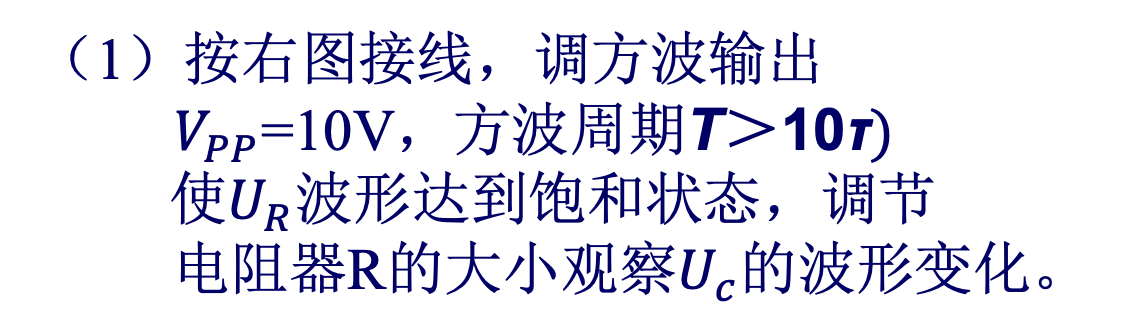 （1）按右图接线，调方波输出
V_PP=10V，方波周期T＞10τ)
使U_R波形达到饱和状态，调节
电阻器R的大小观察U_c的波形变化。